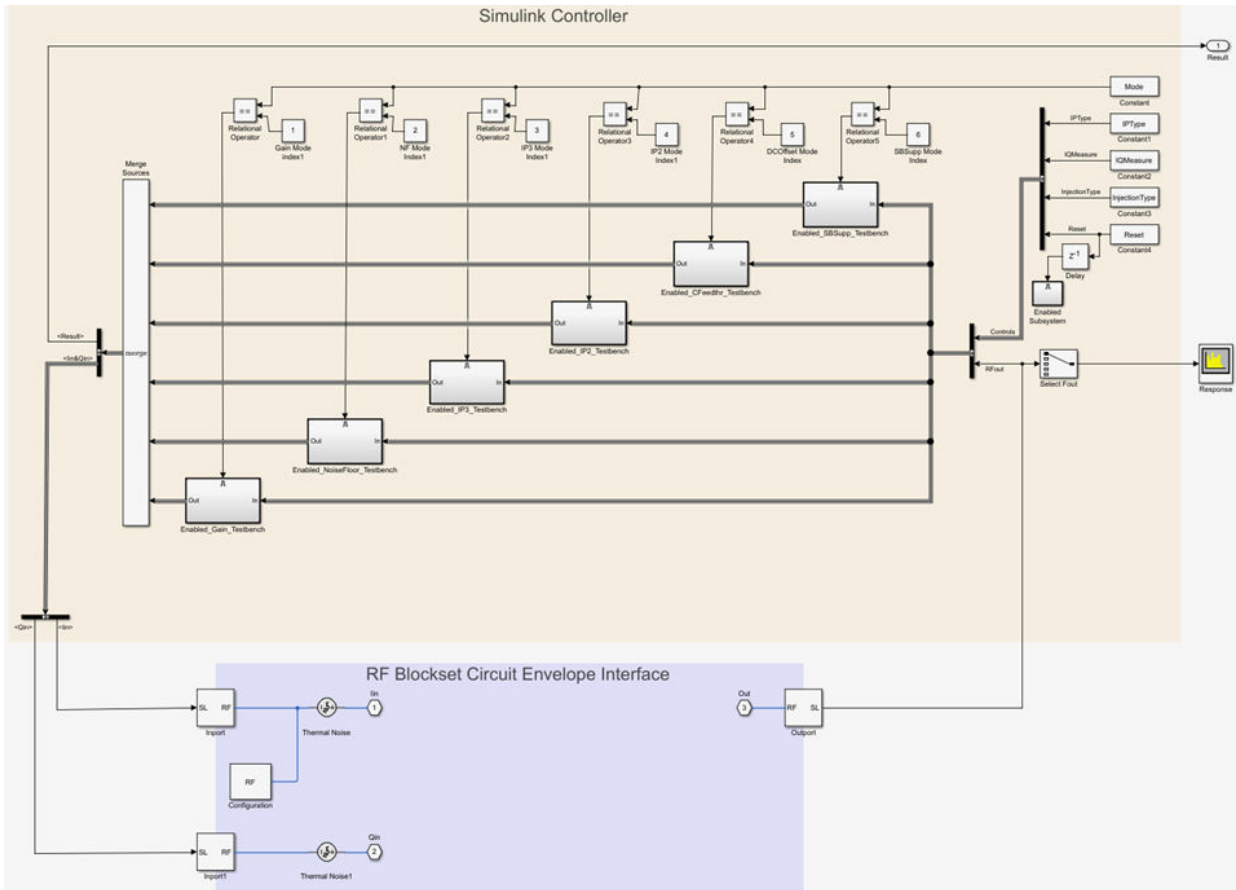 Simulink Controller
1
Result
Mode
Constant
==
Relational
Operator
1
Gain Mode
Index1
==
Relational
Operator1
2
NF Mode
Index1
==
Relational
Operator2
3
IP3 Mode
Index1
==
Relational
Operator3
4
IP2 Mode
Index1
==
Relational
Operator4
5
DCOffset Mode
Index
==
Relational
Operator5
6
SBSupp Mode
Index
IPType
IPType
Constant1
IQMeasure
IQMeasure
Constant2
InjectionType
InjectionType
Constant3
Reset
Reset
Constant4
Z-1
Delay
Enabled
Subsystem
Merge
Sources
merge
Out
In
Enabled_SBSupp_Testbench
Out
In
Enabled_CFeedthr_Testbench
Out
In
Enabled_IP2_Testbench
Out
In
Enabled_IP3_Testbench
Out
In
Enabled_NoiseFloor_Testbench
Out
In
Enabled_Gain_Testbench
Controls
RFout
Select Fout
Response
<Result>
<Iin&Qin>
<Qin>
<Iin>
RF Blockset Circuit Envelope Interface
SL
RF
Inport
Thermal Noise
Iin
1
Out
3
RF
SL
Outport
RF
Configuration
SL
RF
Inport1
Thermal Noise1
Qin
2